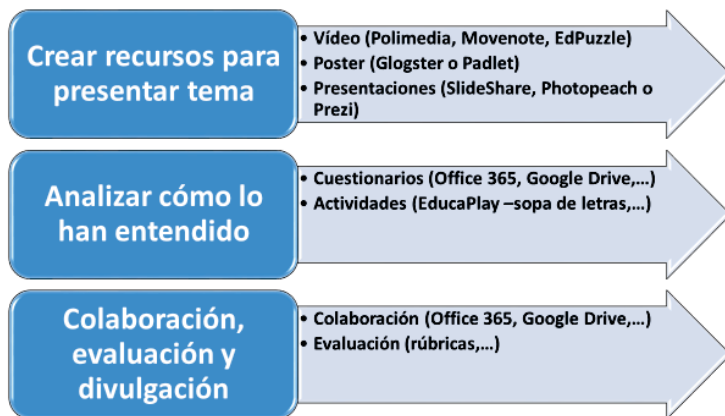 Crear recursos para
presentar tema
• Vídeo (Polimedia, Movenote, EdPuzzle)
• Poster (Glogster o Padlet)
• Presentaciones (SlideShare, Photopeach o
Prezi)
Analizar cómo lo
han entendido
• Cuestionarios (Office 365, Google Drive,...)
• Actividades (EducaPlay –sopa de letras,...)
Colaboración,
evaluación y
divulgación
• Colaboración (Office 365, Google Drive,...)
• Evaluación (rúbricas,...)